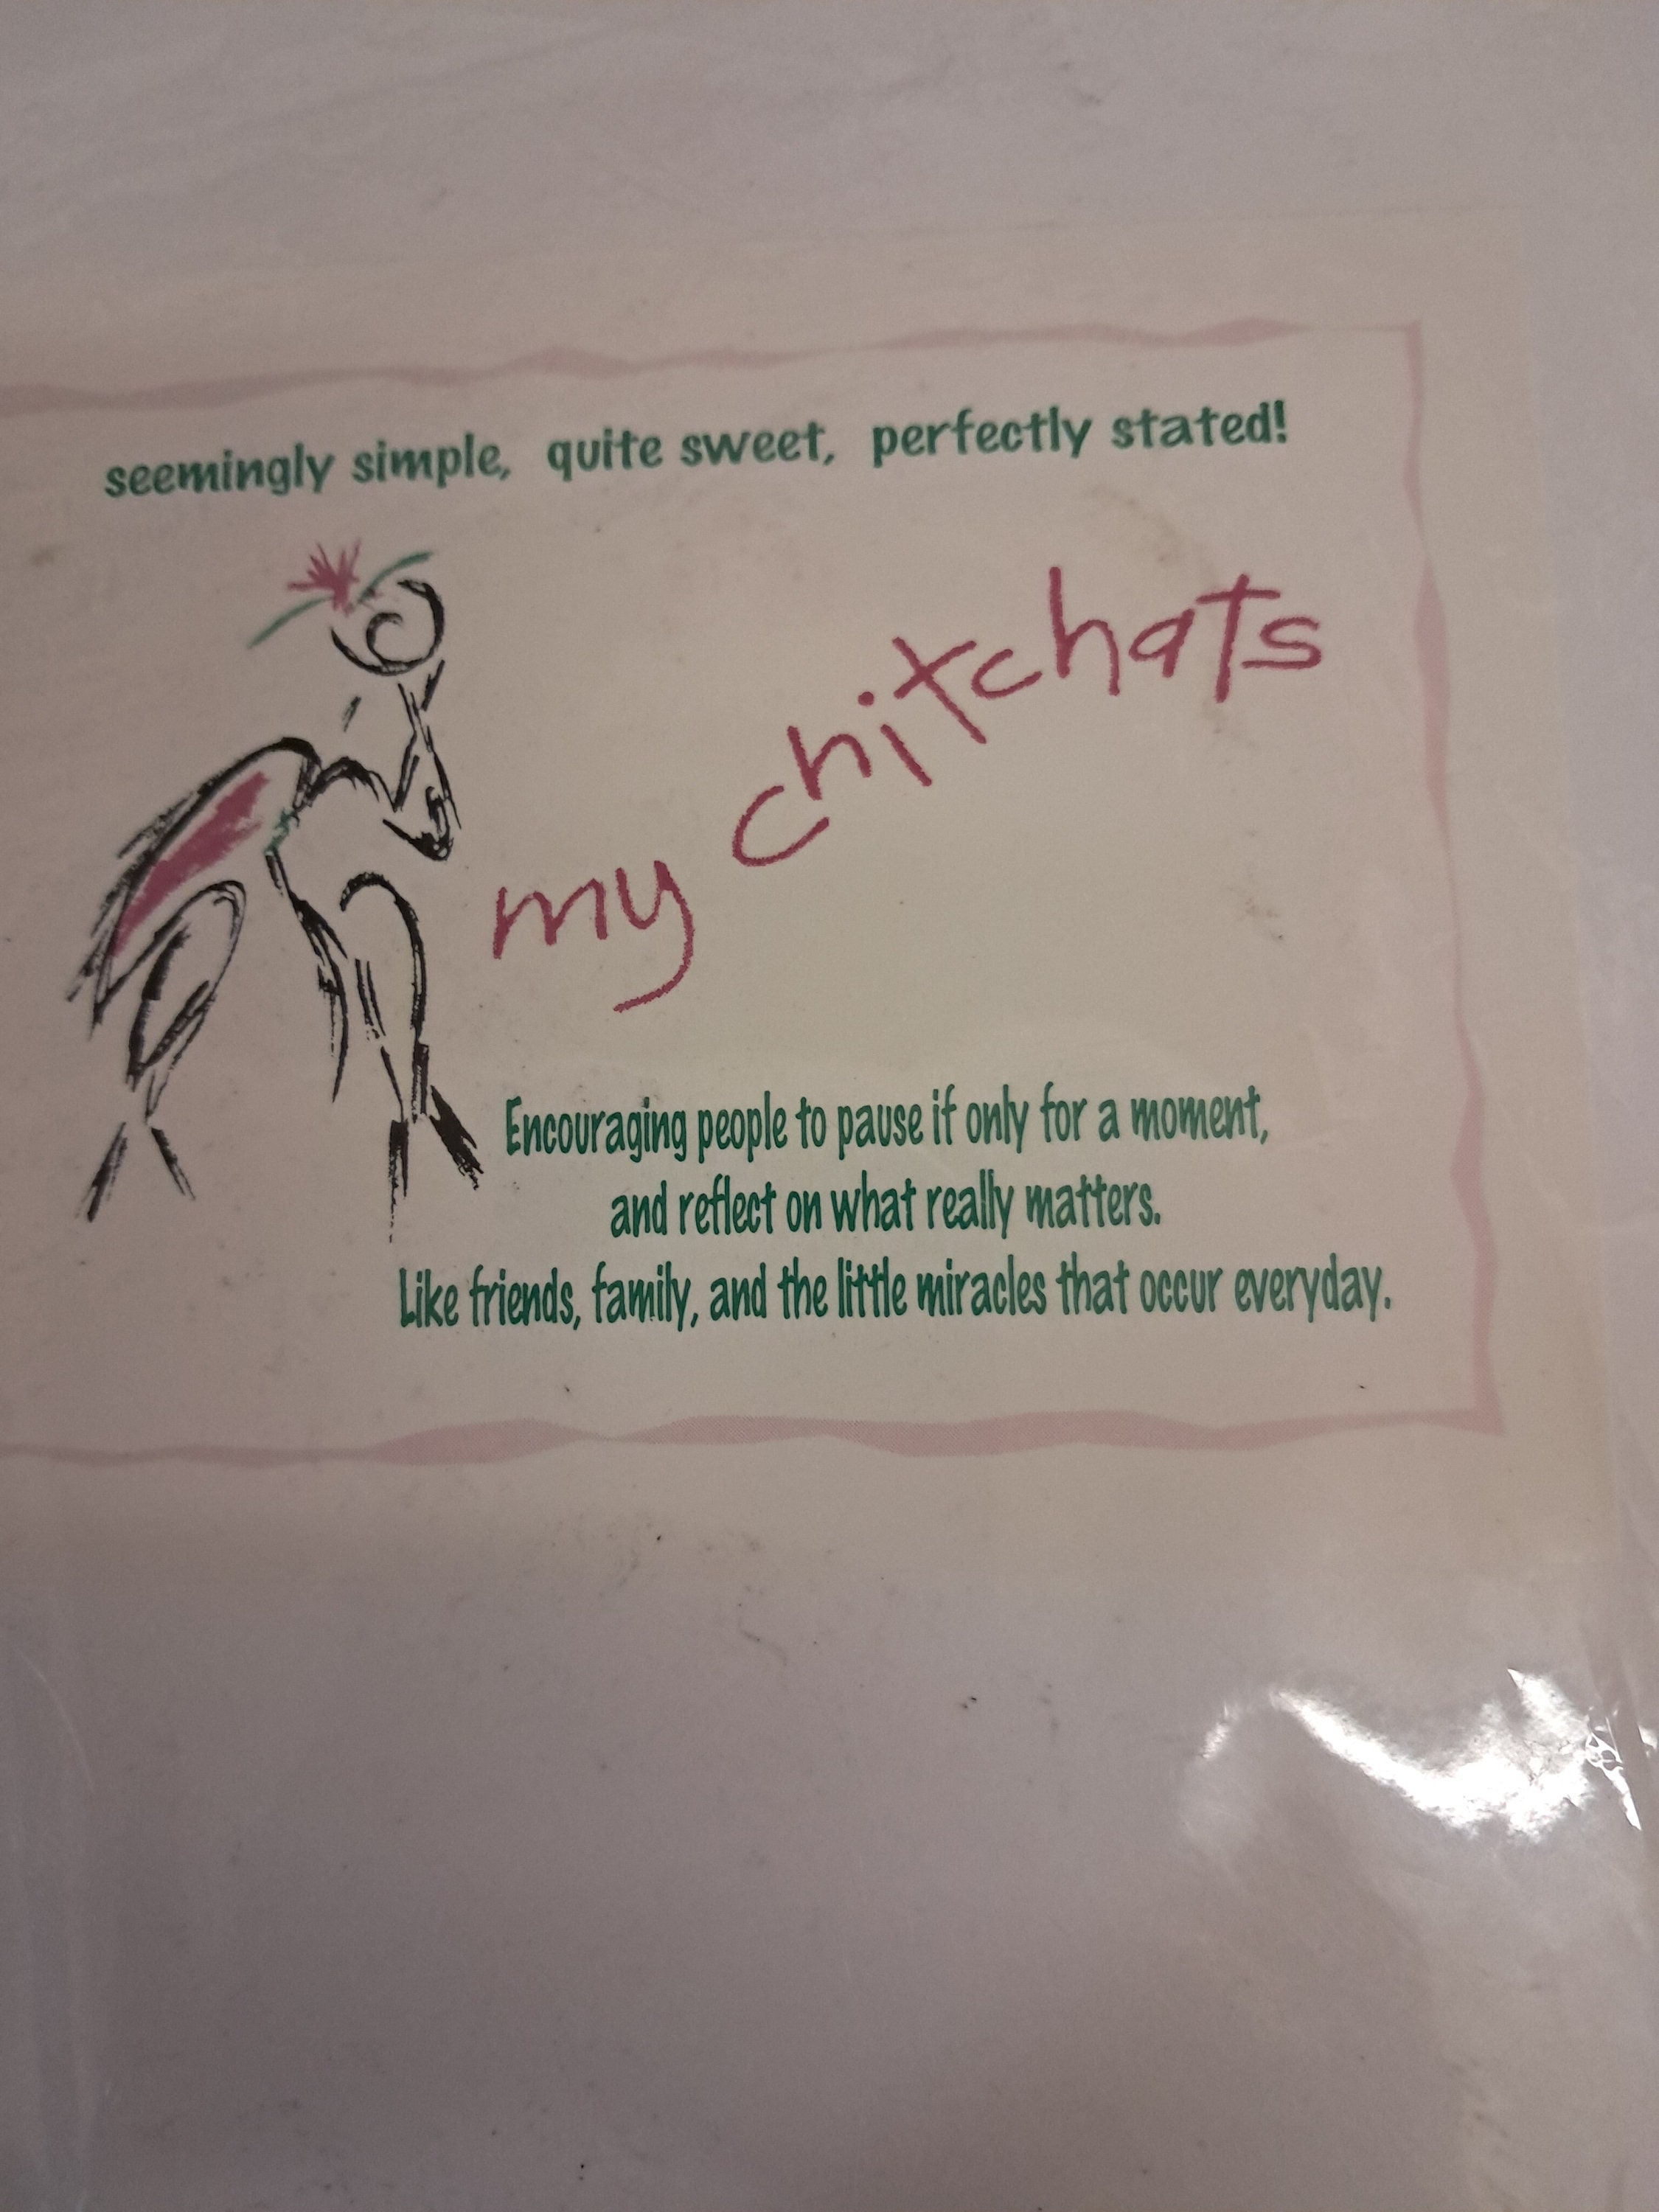 seemingly simple, quite sweet, perfectly stated!
my chitchats
Encouraging people to pause if only for a moment,
and reflect on what really matters.
Like friends, family, and the little miracles that occur everyday.